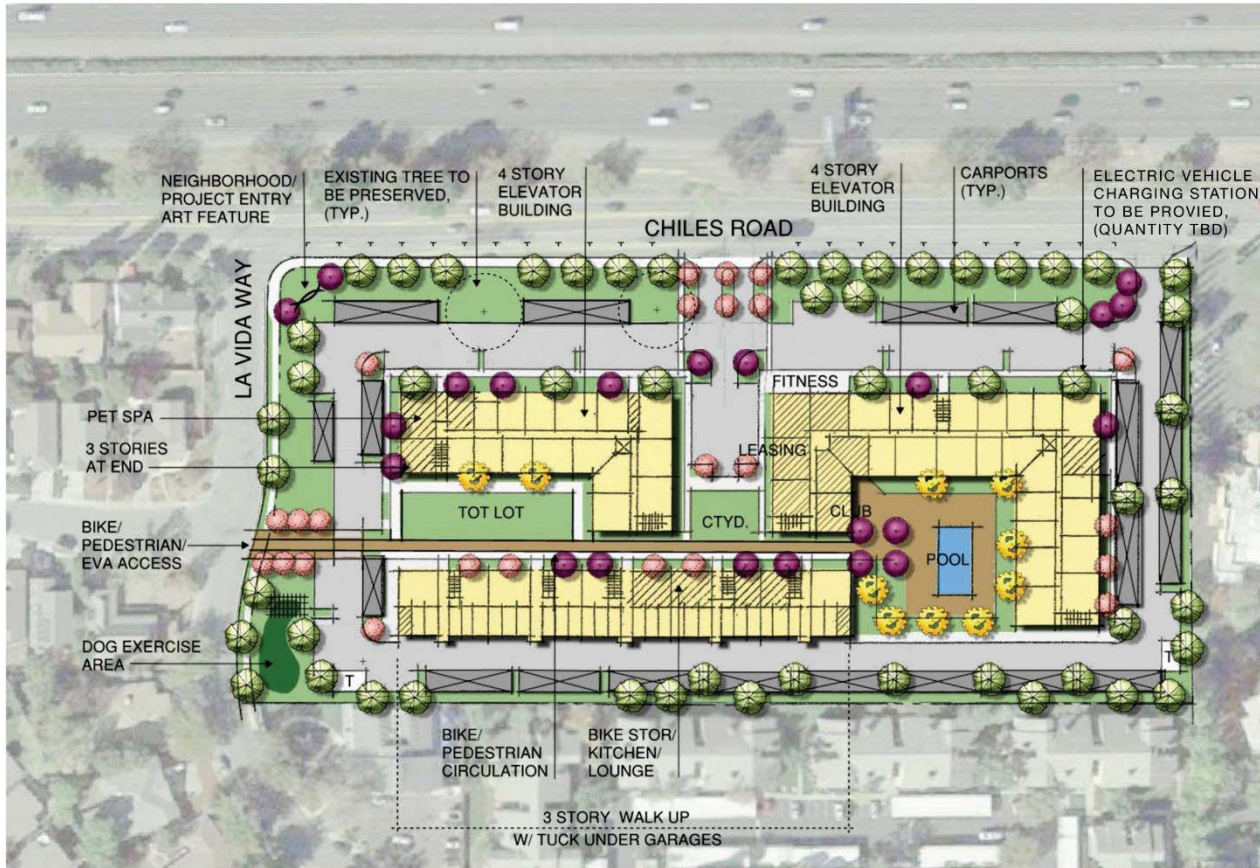 NEIGHBORHOOD/
PROJECT ENTRY
ART FEATURE
EXISTING TREE TO
BE PRESERVED,
(TYP.)
4 STORY
ELEVATOR
BUILDING
4 STORY
ELEVATOR
BUILDING
CARPORTS
(TYP.)
ELECTRIC VEHICLE
CHARGING STATION
TO BE PROVIED,
(QUANTITY TBD)
CHILES ROAD
LA VIDA WAY
FITNESS
PET SPA
3 STORIES
AT END
LEASING
TOT LOT
CTYD.
CLUB
POOL
BIKE/
PEDESTRIAN/
EVA ACCESS
DOG EXERCISE
AREA
T
T
BIKE/
PEDESTRIAN
CIRCULATION
BIKE STOR/
KITCHEN/
LOUNGE
3 STORY WALK UP
W/ TUCK UNDER GARAGES